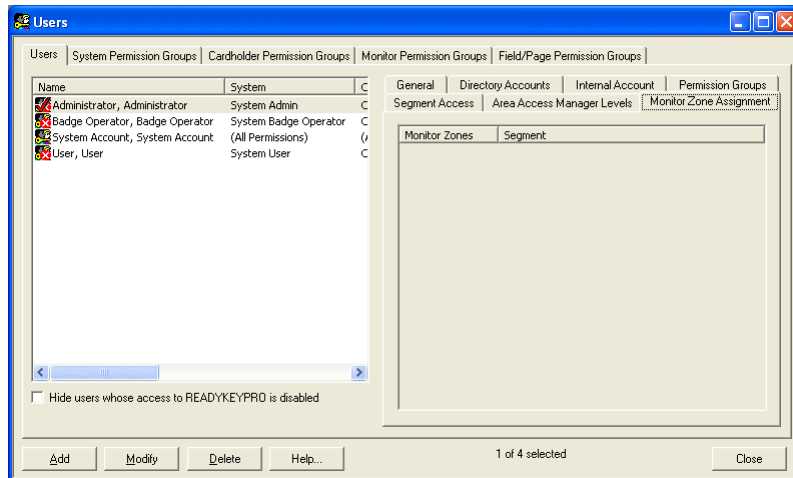 Users
Users System Permission Groups Cardholder Permission Groups Monitor Permission Groups Field/Page Permission Groups
General Directory Accounts Internal Account Permission Groups
Segment Access Area Access Manager Levels Monitor Zone Assignment
Name System C
Administrator, Administrator System Admin C
Badge Operator, Badge Operator System Badge Operator C
System Account, System Account (All Permissions) (A
User, User System User C
Monitor Zones Segment
Hide users whose access to READYKEYPRO is disabled
Add Modify Delete Help... 1 of 4 selected Close